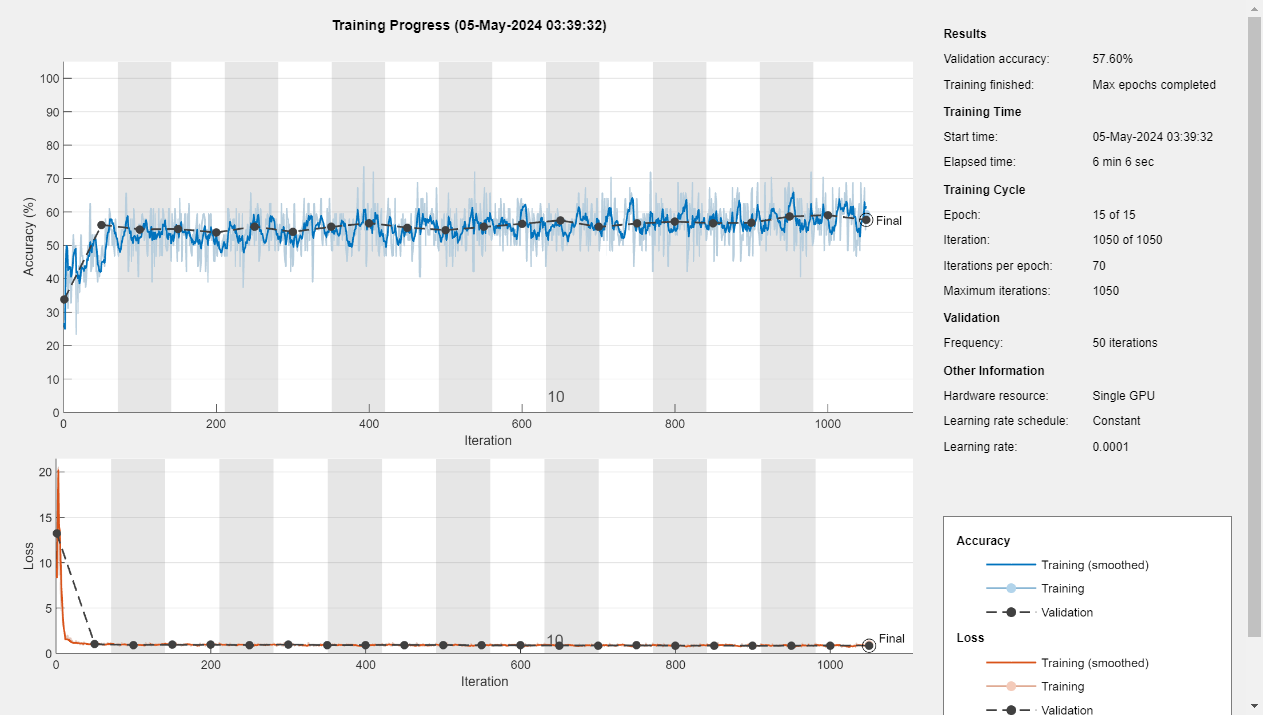 Training Progress (05-May-2024 03:39:32)
100
90
80
70
60
50
40
30
20
10
0
Accuracy (%)
Final
10
0 200 400 600 800 1000
Iteration
20
15
10
5
0
Loss
Final
10
0 200 400 600 800 1000
Iteration
Results
Validation accuracy: 57.60%
Training finished: Max epochs completed
Training Time
Start time: 05-May-2024 03:39:32
Elapsed time: 6 min 6 sec
Training Cycle
Epoch: 15 of 15
Iteration: 1050 of 1050
Iterations per epoch: 70
Maximum iterations: 1050
Validation
Frequency: 50 iterations
Other Information
Hardware resource: Single GPU
Learning rate schedule: Constant
Learning rate: 0.0001
Accuracy
Training (smoothed)
Training
Validation
Loss
Training (smoothed)
Training
Validation